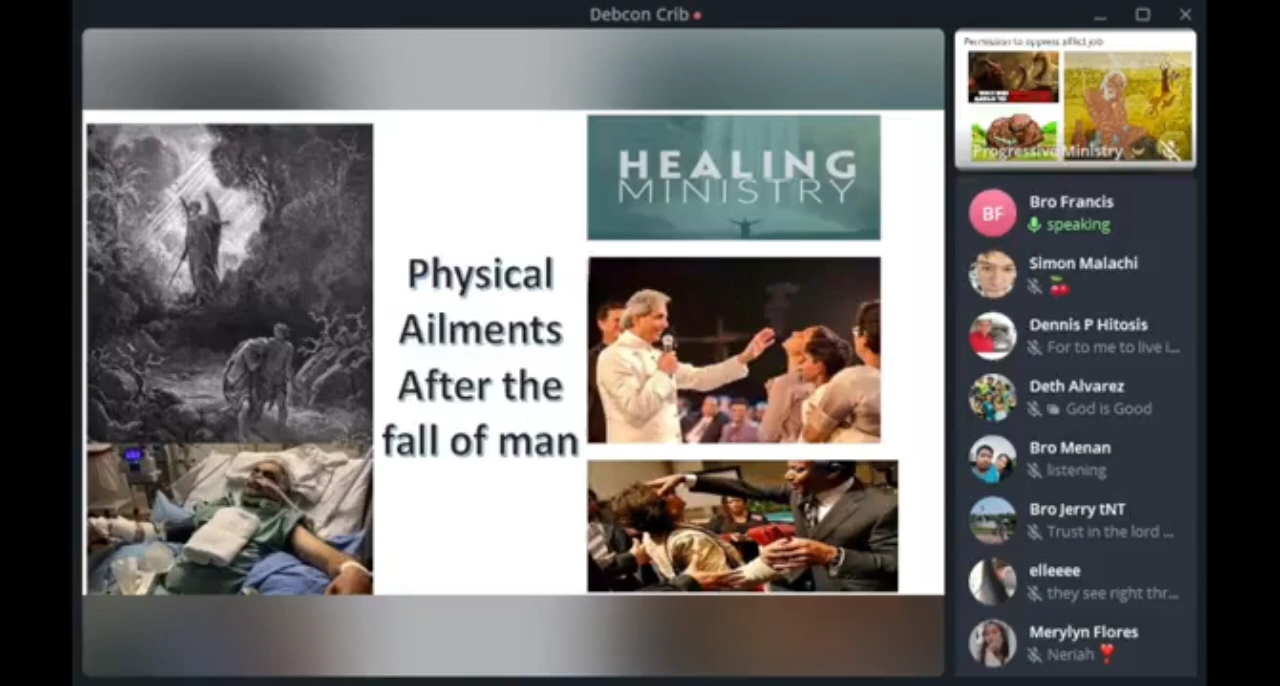 Debcon Crib
HEALING
MINISTRY
Physical
Ailments
After the
fall of man
Permission to oppress afflict job
Progressive Ministry
BF
Bro Francis
speaking
Simon Malachi
Dennis P Hitosis
For to me to live i...
Deth Alvarez
God is Good
Bro Menan
listening
Bro Jerry tNT
Trust in the lord ...
elleeee
they see right thr...
Merylyn Flores
Neriah